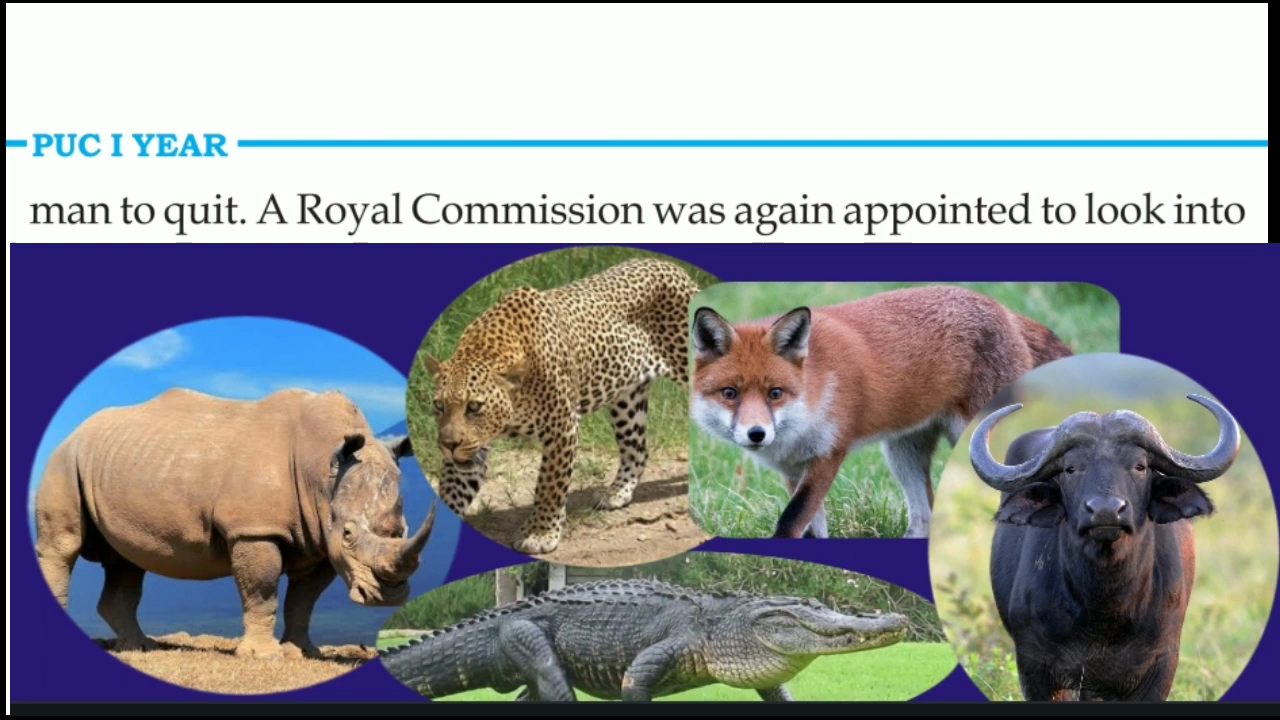 PUC I YEAR
man to quit. A Royal Commission was again appointed to look into